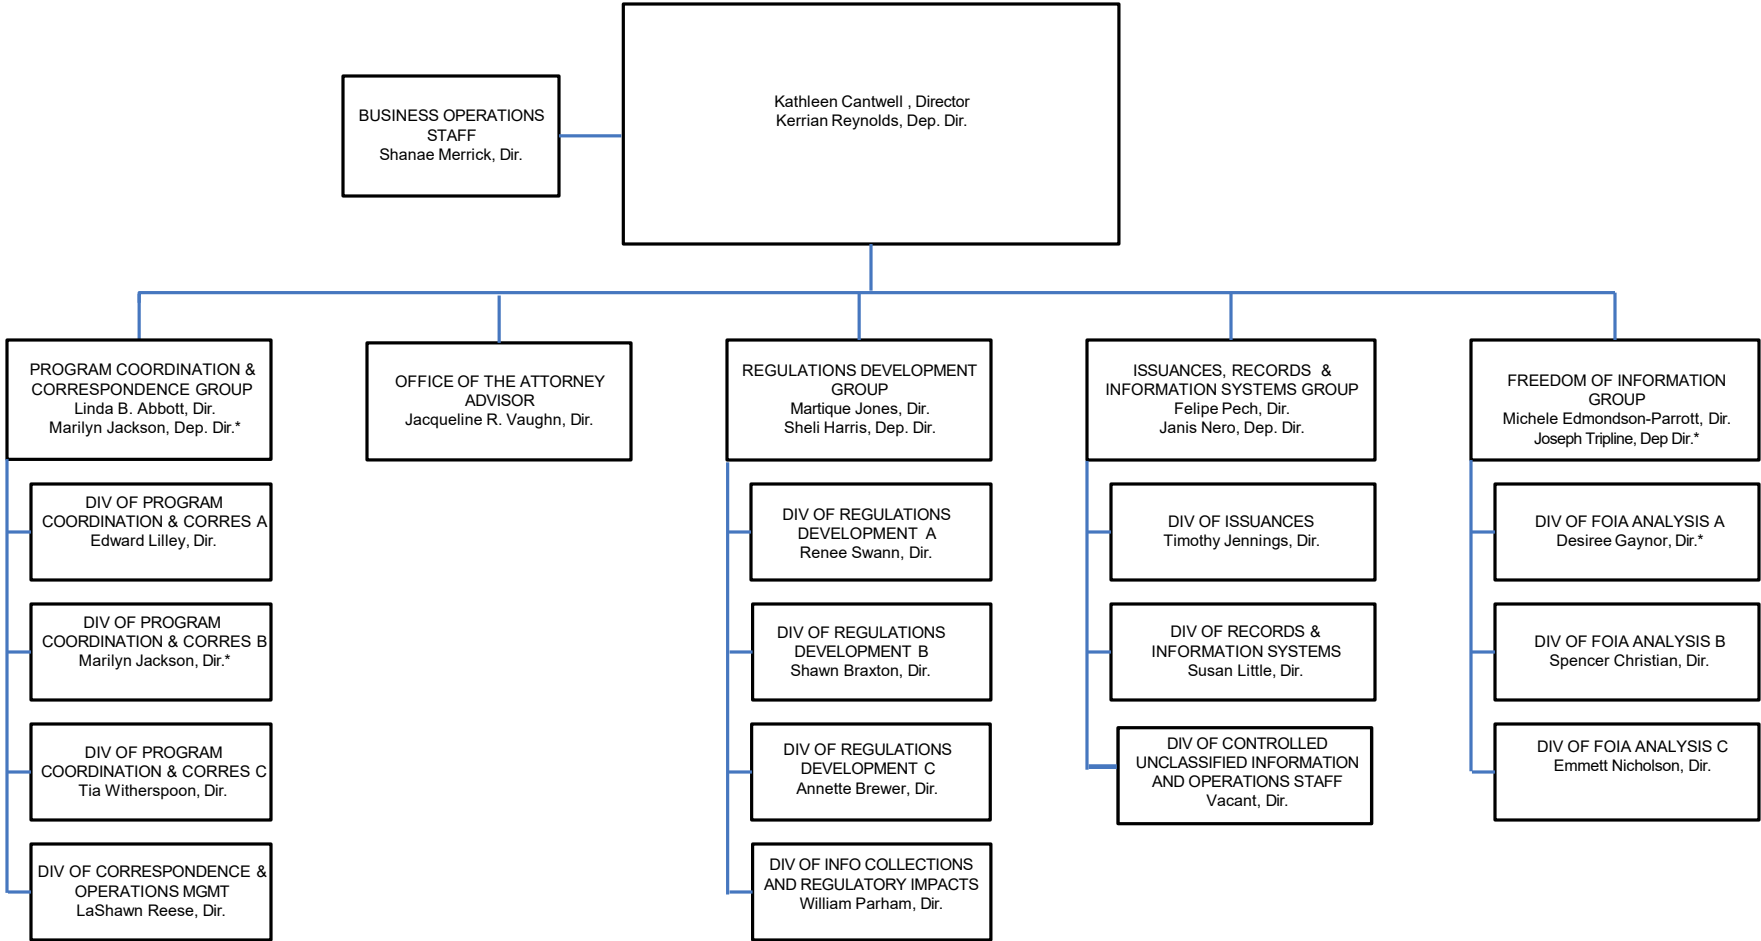 Kathleen Cantwell , Director
Kerrian Reynolds, Dep. Dir.
BUSINESS OPERATIONS
STAFF
Shanae Merrick, Dir.
PROGRAM COORDINATION &
CORRESPONDENCE GROUP
Linda B. Abbott, Dir.
Marilyn Jackson, Dep. Dir.*
DIV OF PROGRAM
COORDINATION & CORRES A
Edward Lilley, Dir.
DIV OF PROGRAM
COORDINATION & CORRES B
Marilyn Jackson, Dir.*
DIV OF PROGRAM
COORDINATION & CORRES C
Tia Witherspoon, Dir.
DIV OF CORRESPONDENCE &
OPERATIONS MGMT
LaShawn Reese, Dir.
OFFICE OF THE ATTORNEY
ADVISOR
Jacqueline R. Vaughn, Dir.
REGULATIONS DEVELOPMENT
GROUP
Martique Jones, Dir.
Sheli Harris, Dep. Dir.
DIV OF REGULATIONS
DEVELOPMENT A
Renee Swann, Dir.
DIV OF REGULATIONS
DEVELOPMENT B
Shawn Braxton, Dir.
DIV OF REGULATIONS
DEVELOPMENT C
Annette Brewer, Dir.
DIV OF INFO COLLECTIONS
AND REGULATORY IMPACTS
William Parham, Dir.
ISSUANCES, RECORDS &
INFORMATION SYSTEMS GROUP
Felipe Pech, Dir.
Janis Nero, Dep. Dir.
DIV OF ISSUANCES
Timothy Jennings, Dir.
DIV OF RECORDS &
INFORMATION SYSTEMS
Susan Little, Dir.
DIV OF CONTROLLED
UNCLASSIFIED INFORMATION
AND OPERATIONS STAFF
Vacant, Dir.
FREEDOM OF INFORMATION
GROUP
Michele Edmondson-Parrott, Dir.
Joseph Tripline, Dep Dir.*
DIV OF FOIA ANALYSIS A
Desiree Gaynor, Dir.*
DIV OF FOIA ANALYSIS B
Spencer Christian, Dir.
DIV OF FOIA ANALYSIS C
Emmett Nicholson, Dir.